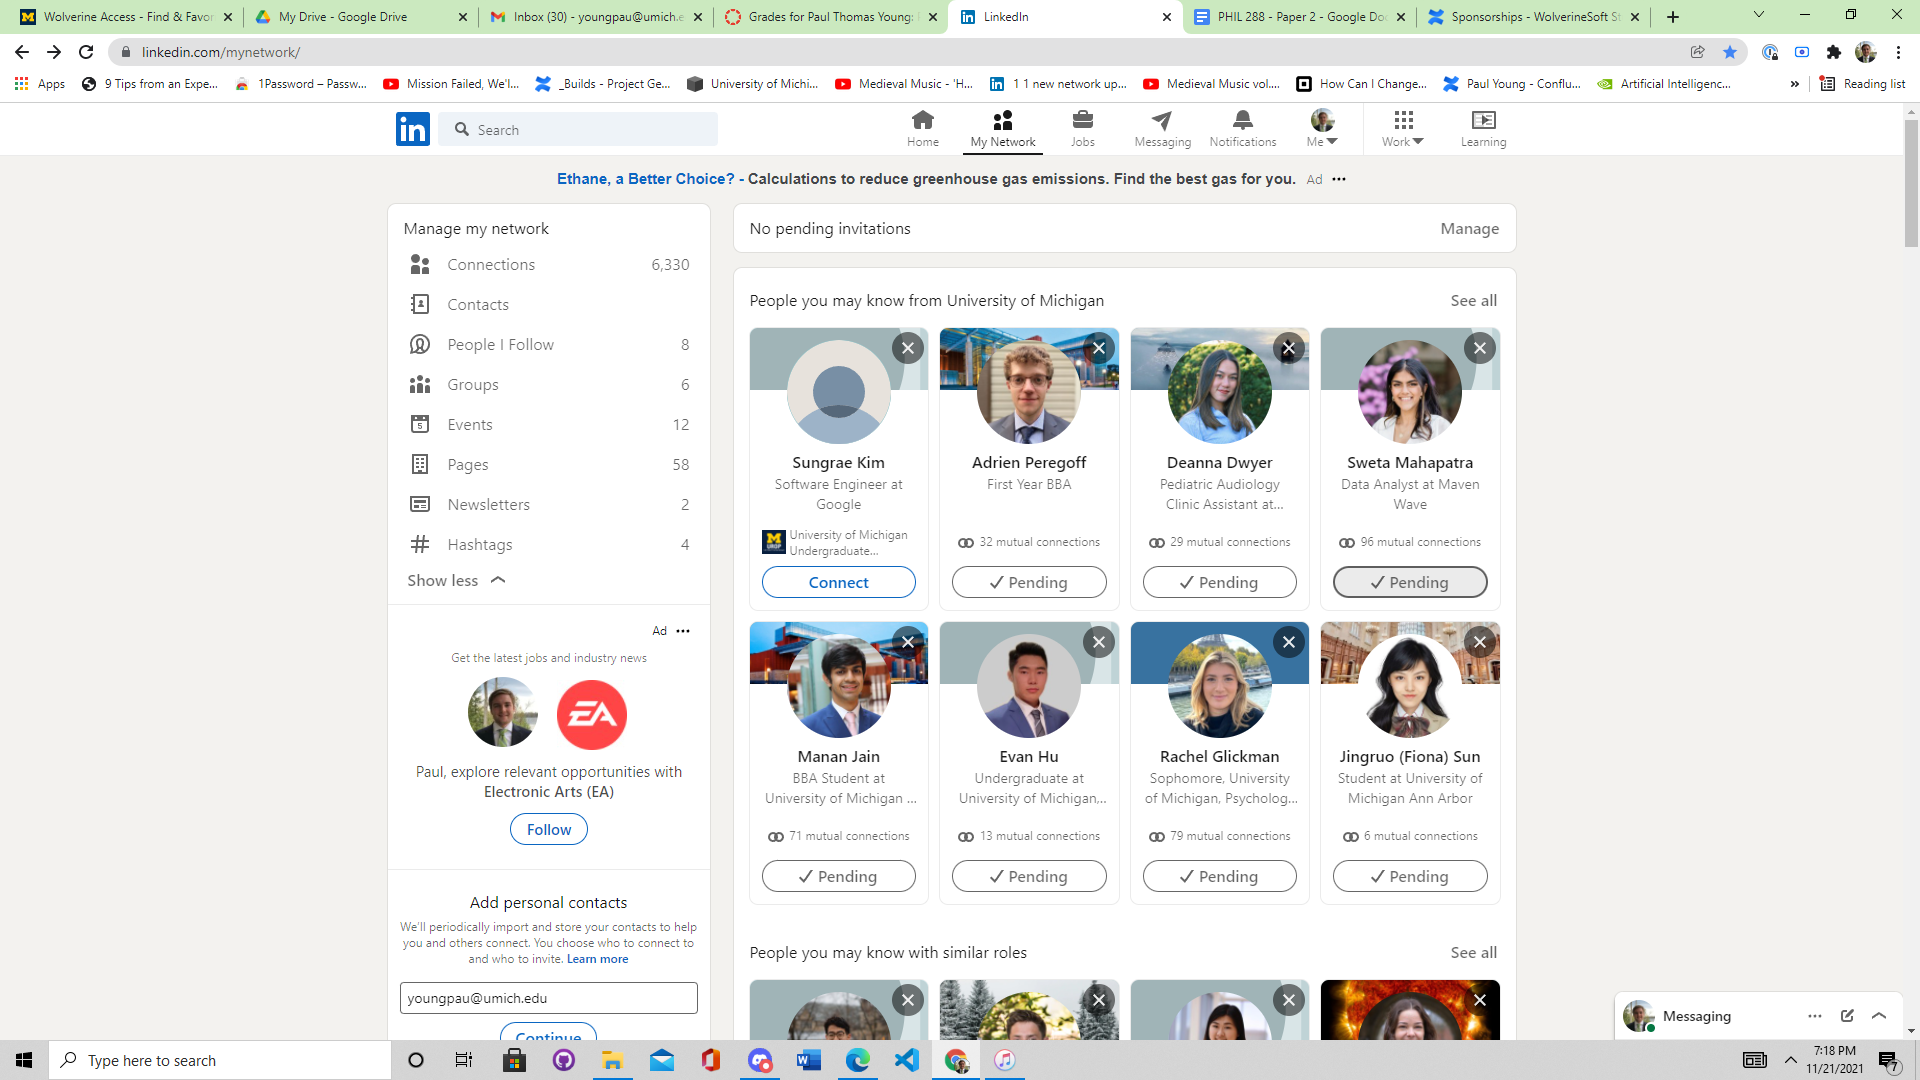 Wolverine Access - Find & Favor
My Drive - Google Drive
Inbox (30) - youngpau@umich.e
Grades for Paul Thomas Young:
LinkedIn
PHIL 288 - Paper 2 - Google Do
Sponsorships - WolverineSoft St
linkedin.com/mynetwork/
Apps
9 Tips from an Expe...
1Password – Passw...
Mission Failed, We'l...
_Builds - Project Ge...
University of Michi...
Medieval Music - 'H...
1 1 new network up...
Medieval Music vol....
How Can I Change...
Paul Young - Conflu...
Artificial Intelligenc...
»
Reading list
in
Search
Home
My Network
Jobs
Messaging
Notifications
Me
Work
Learning
Ethane, a Better Choice? - Calculations to reduce greenhouse gas emissions. Find the best gas for you. Ad
Manage my network
Connections 6,330
Contacts
People I Follow 8
Groups 6
Events 12
Pages 58
Newsletters 2
Hashtags 4
Show less
Ad
Get the latest jobs and industry news
EA
Paul, explore relevant opportunities with
Electronic Arts (EA)
Follow
Add personal contacts
We'll periodically import and store your contacts to help
you and others connect. You choose who to connect to
and who to invite. Learn more
youngpau@umich.edu
Continue
No pending invitations
Manage
People you may know from University of Michigan
See all
Sungrae Kim
Software Engineer at
Google
University of Michigan
Undergraduate...
Connect
Adrien Peregoff
First Year BBA
32 mutual connections
Pending
Deanna Dwyer
Pediatric Audiology
Clinic Assistant at...
29 mutual connections
Pending
Sweta Mahapatra
Data Analyst at Maven
Wave
96 mutual connections
Pending
Manan Jain
BBA Student at
University of Michigan ...
71 mutual connections
Pending
Evan Hu
Undergraduate at
University of Michigan,...
13 mutual connections
Pending
Rachel Glickman
Sophomore, University
of Michigan, Psycholog...
79 mutual connections
Pending
Jingruo (Fiona) Sun
Student at University of
Michigan Ann Arbor
6 mutual connections
Pending
People you may know with similar roles
See all
Messaging
Type here to search
7:18 PM
11/21/2021
7